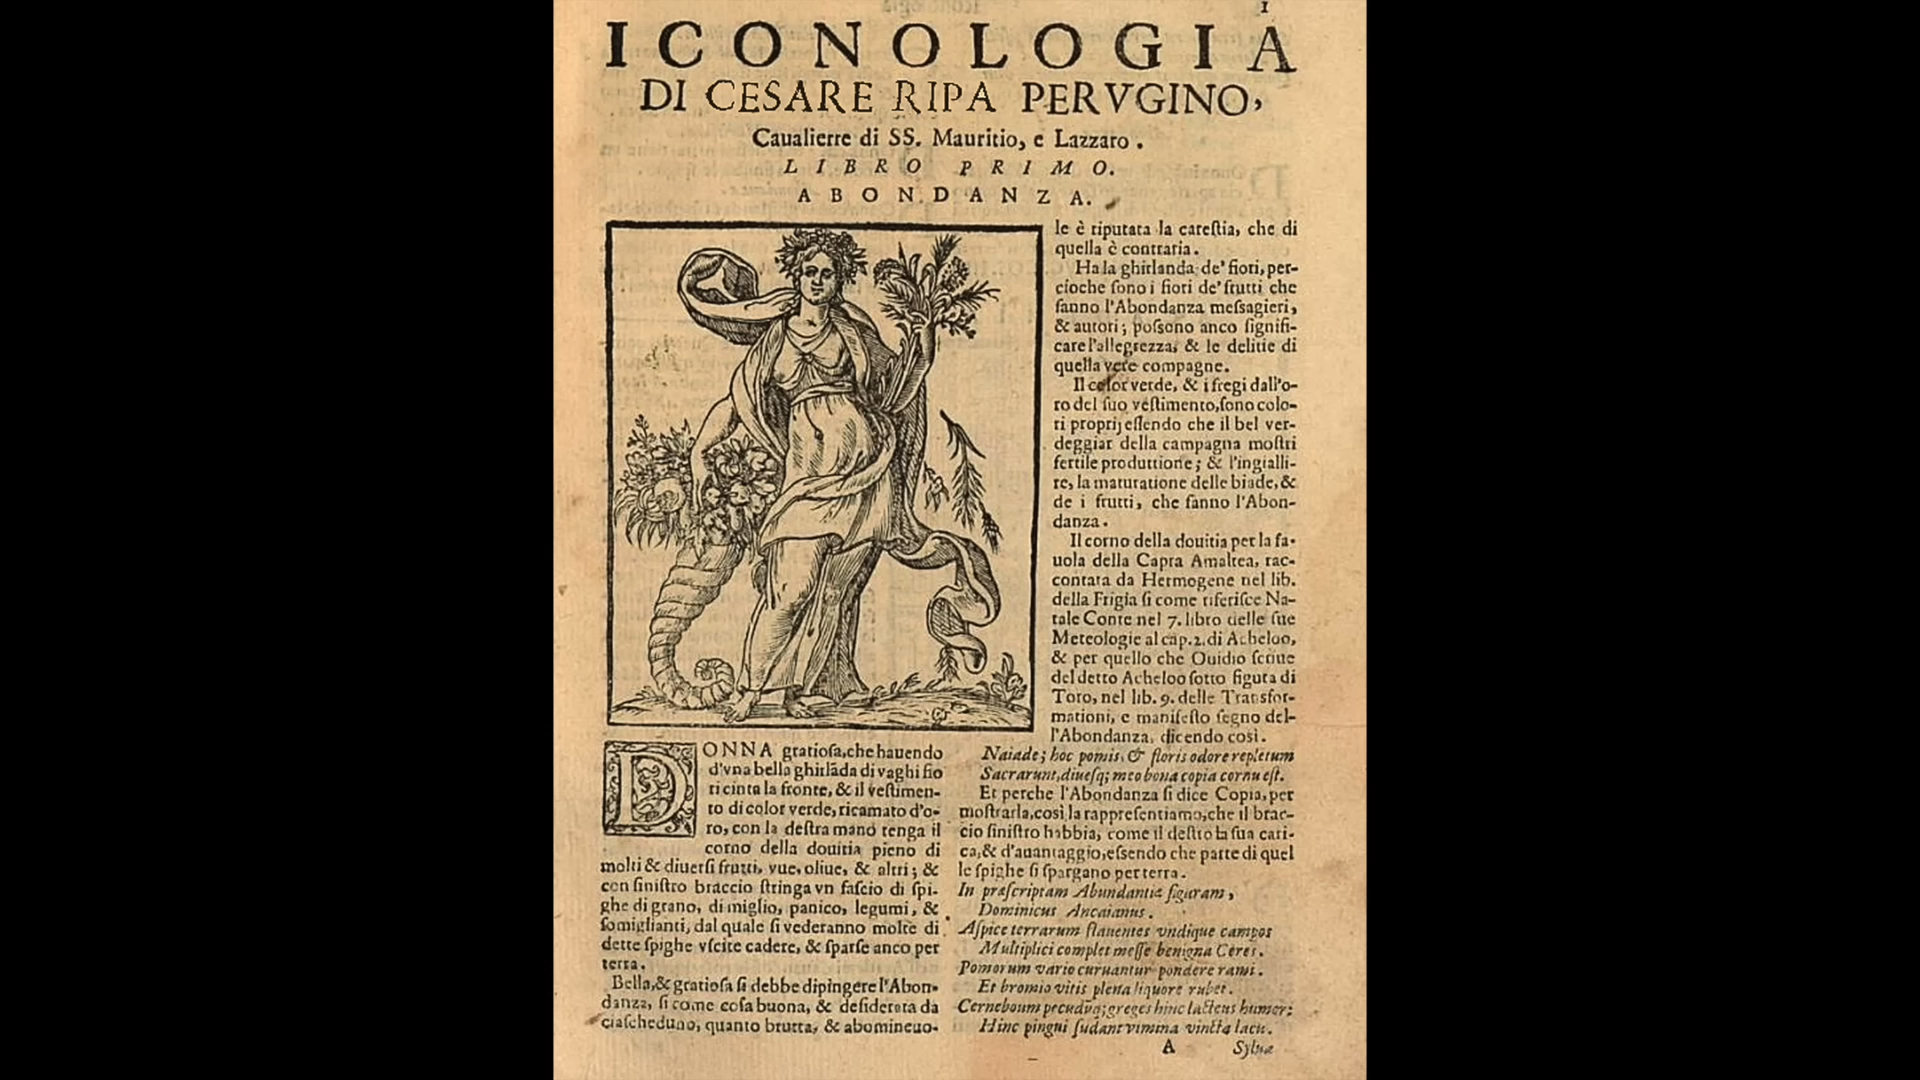 1
ICONOLOGIA
DI CESARE RIPA PERVGINO,
Caualierre di SS. Mauritio, e Lazzaro.
LIBRO PRIMO.
ABONDANZA.
DONNA gratiosa, che hauendo
d'vna bella ghirlāda di vaghi fio
ri cinta la fronte, & il vestimen-
to di color verde, ricamato d'o-
ro, con la destra mano tenga il
corno della douitia pieno di
molti & diuersi frutti, vue, oliue, & altri; &
con sinistro braccio stringa vn fascio di spi-
ghe di grano, di miglio, panico, legumi, &
somiglianti, dal quale si vederanno molte di
dette spighe vscite cadere, & sparse anco per
terra.
Bella, & gratiosa si debbe dipingere l'Abon-
danza, si come cosa buona, & desiderata da
ciascheduno, quanto brutta, & abomineuo-
le è riputata la carestia, che di
quella è contraria.
Ha la ghirlanda de' fiori, per-
cioche sono i fiori de' frutti che
fanno l'Abondanza messagieri,
& autori; possono anco signifi-
care l'allegrezza, & le delitie di
quella vere compagne.
Il color verde, & i fregi dall'o-
ro del suo vestimento, sono colo-
ri proprij essendo che il bel ver-
deggiar della campagna mostri
fertile produttione; & l'ingialli-
re, la maturatione delle biade, &
de i frutti, che fanno l'Abon-
danza.
Il corno della douitia per la fa-
uola della Capra Amaltea, rac-
contata da Hermogene nel lib.
della Frigia si come riferisce Na-
tale Conte nel 7. libro delle sue
Meteologie al cap. 2. di Acheloo,
& per quello che Ouidio scriue
del detto Acheloo sotto figura di
Toro, nel lib. 9. delle Transfor-
mationi, e manifesto segno del-
l'Abondanza, dicendo così.
Naiade; hoc pomis, & floris odore repletum
Sacrarunt, diuesq; meo bona copia cornu est.
Et perche l'Abondanza si dice Copia, per
mostrarla, così la rappresentiamo, che il brac-
cio sinistro habbia, come il destro la sua cari-
ca, & d'auantaggio, essendo che parte di quel
le spighe si spargano per terra.
In præscriptam Abundantiæ figuram,
Dominicus Ancaianus.
Aspice terrarum flauentes vndique campos
Multiplici complet messe benigna Ceres.
Pomorum vario curuantur pondere rami.
Et bromio vitis plena liquore rubet.
greges hinc lacteus humor:
Hinc pingui sudant vimina vincta lacu.
A
Syluæ